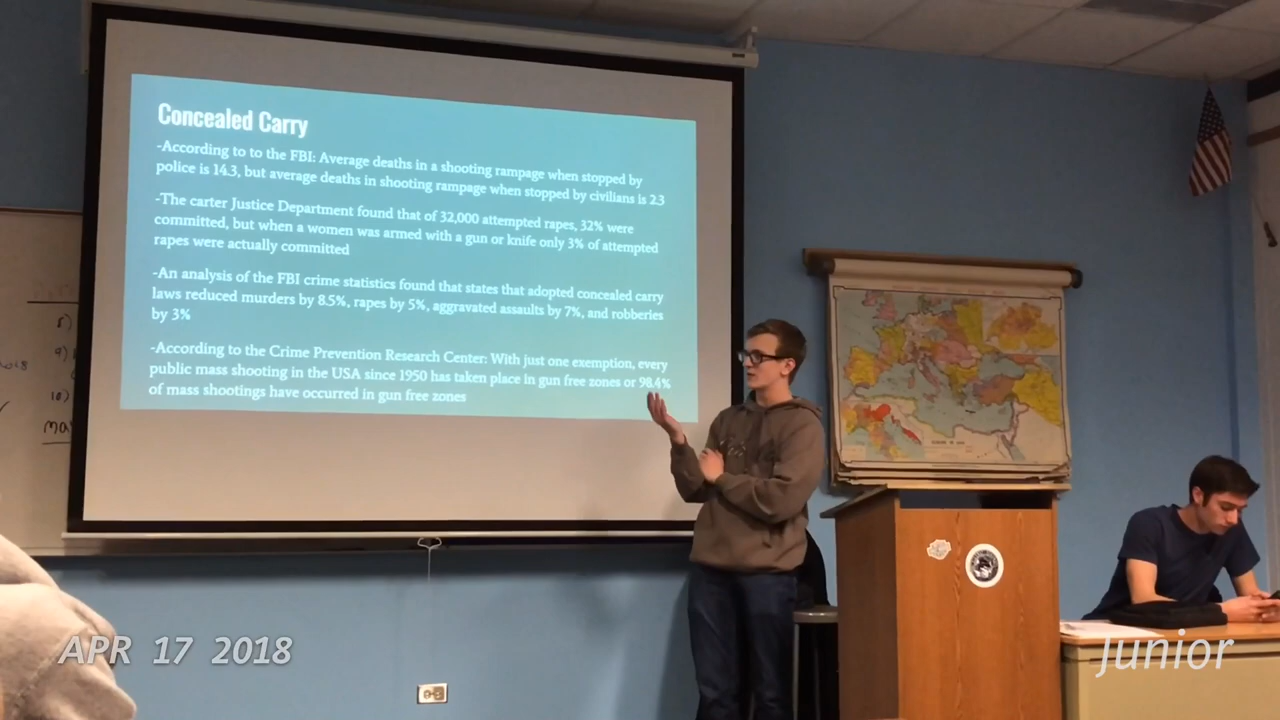 Concealed Carry
-According to to the FBI: Average deaths in a shooting rampage when stopped by
police is 14.3, but average deaths in shooting rampage when stopped by civilians is 2.3
-The carter Justice Department found that of 32,000 attempted rapes, 32% were
committed, but when a women was armed with a gun or knife only 3% of attempted
rapes were actually committed
-An analysis of the FBI crime statistics found that states that adopted concealed carry
laws reduced murders by 8.5%, rapes by 5%, aggravated assaults by 7%, and robberies
by 3%
-According to the Crime Prevention Research Center: With just one exemption, every
public mass shooting in the USA since 1950 has taken place in gun free zones or 98.4%
of mass shootings have occurred in gun free zones
8)
9)
10)
APR 17 2018
junior